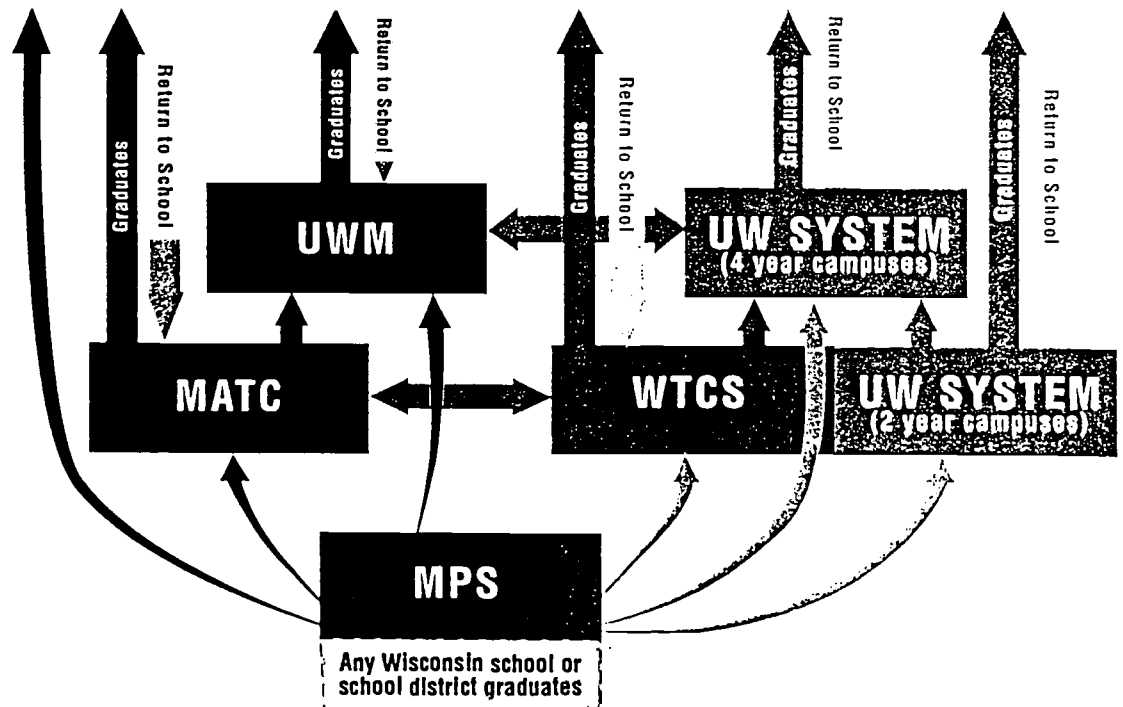 Graduates
Return to School
Graduates
Return to School
Graduates
Return to School
Graduates
Return to School
Graduates
Return to School
UWM
UW SYSTEM
(4 year campuses)
MATC
WTCS
UW SYSTEM
(2 year campuses)
MPS
Any Wisconsin school or
school district graduates